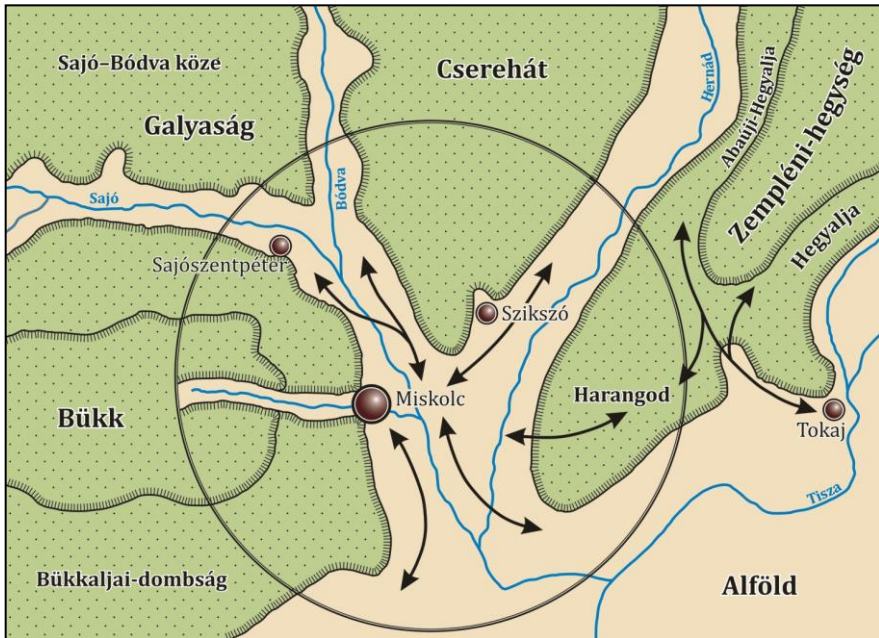 Sajó–Bódva köze
Cserehát
Galyaság
Hernád
Abaúji-Hegyalja
Zempléni-hegység
Hegyalja
Sajó
Bódva
Sajószentpéter
Szikszó
Miskolc
Harangod
Bükk
Tokaj
Tisza
Bükkaljai-dombság
Alföld